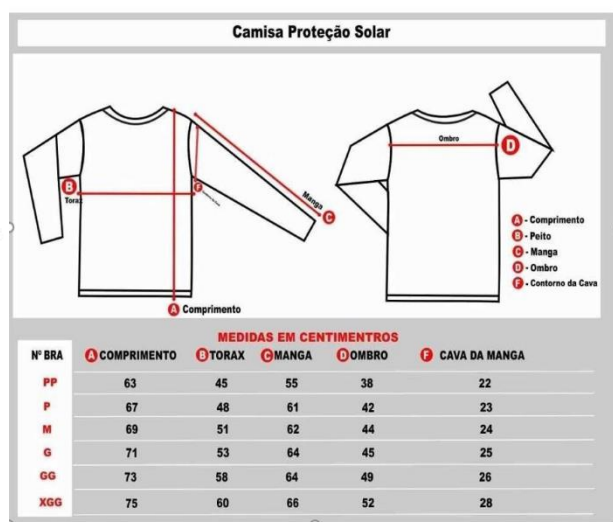 Camisa Proteção Solar
Ombro
D
B
Torax
F
Manga
C
A Comprimento
A - Comprimento
B - Peito
C - Manga
D - Ombro
F - Contorno da Cava
MEDIDAS EM CENTIMENTROS
Nº BRA A COMPRIMENTO B TORAX C MANGA D OMBRO F CAVA DA MANGA
PP 63 45 55 38 22
P 67 48 61 42 23
M 69 51 62 44 24
G 71 53 64 45 25
GG 73 58 64 49 26
XGG 75 60 66 52 28